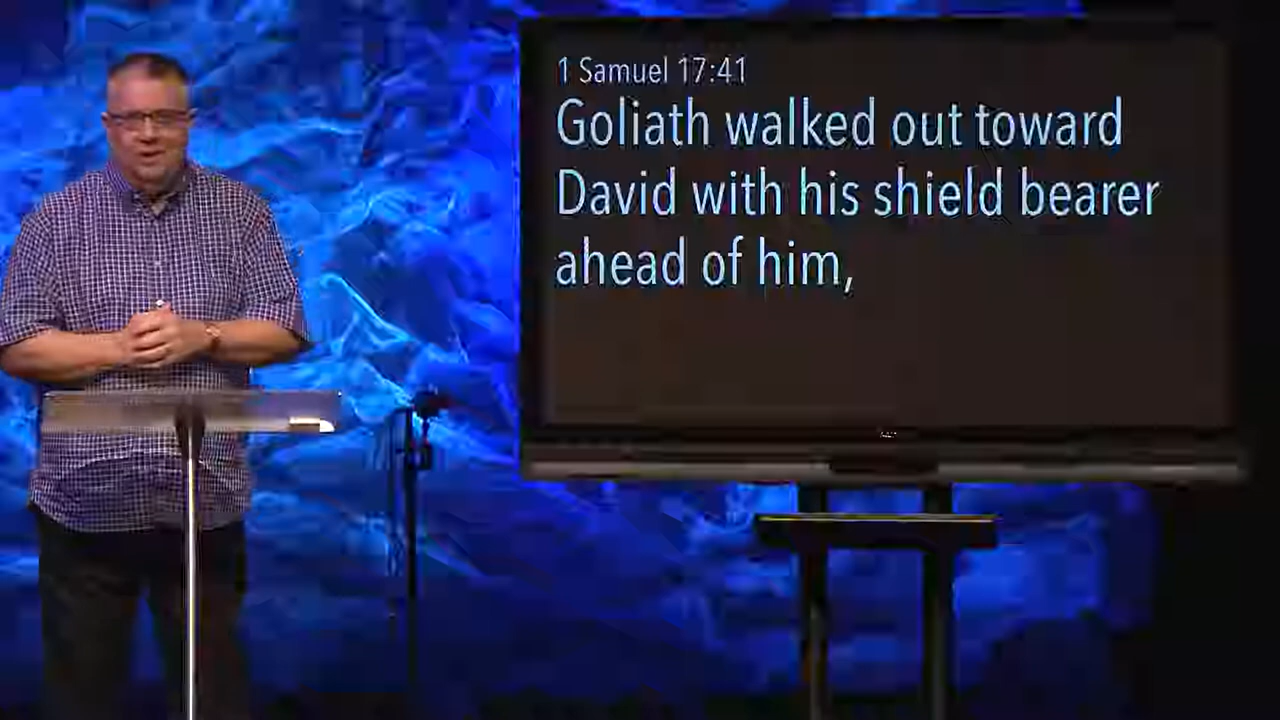 1 Samuel 17:41
Goliath walked out toward
David with his shield bearer
ahead of him,